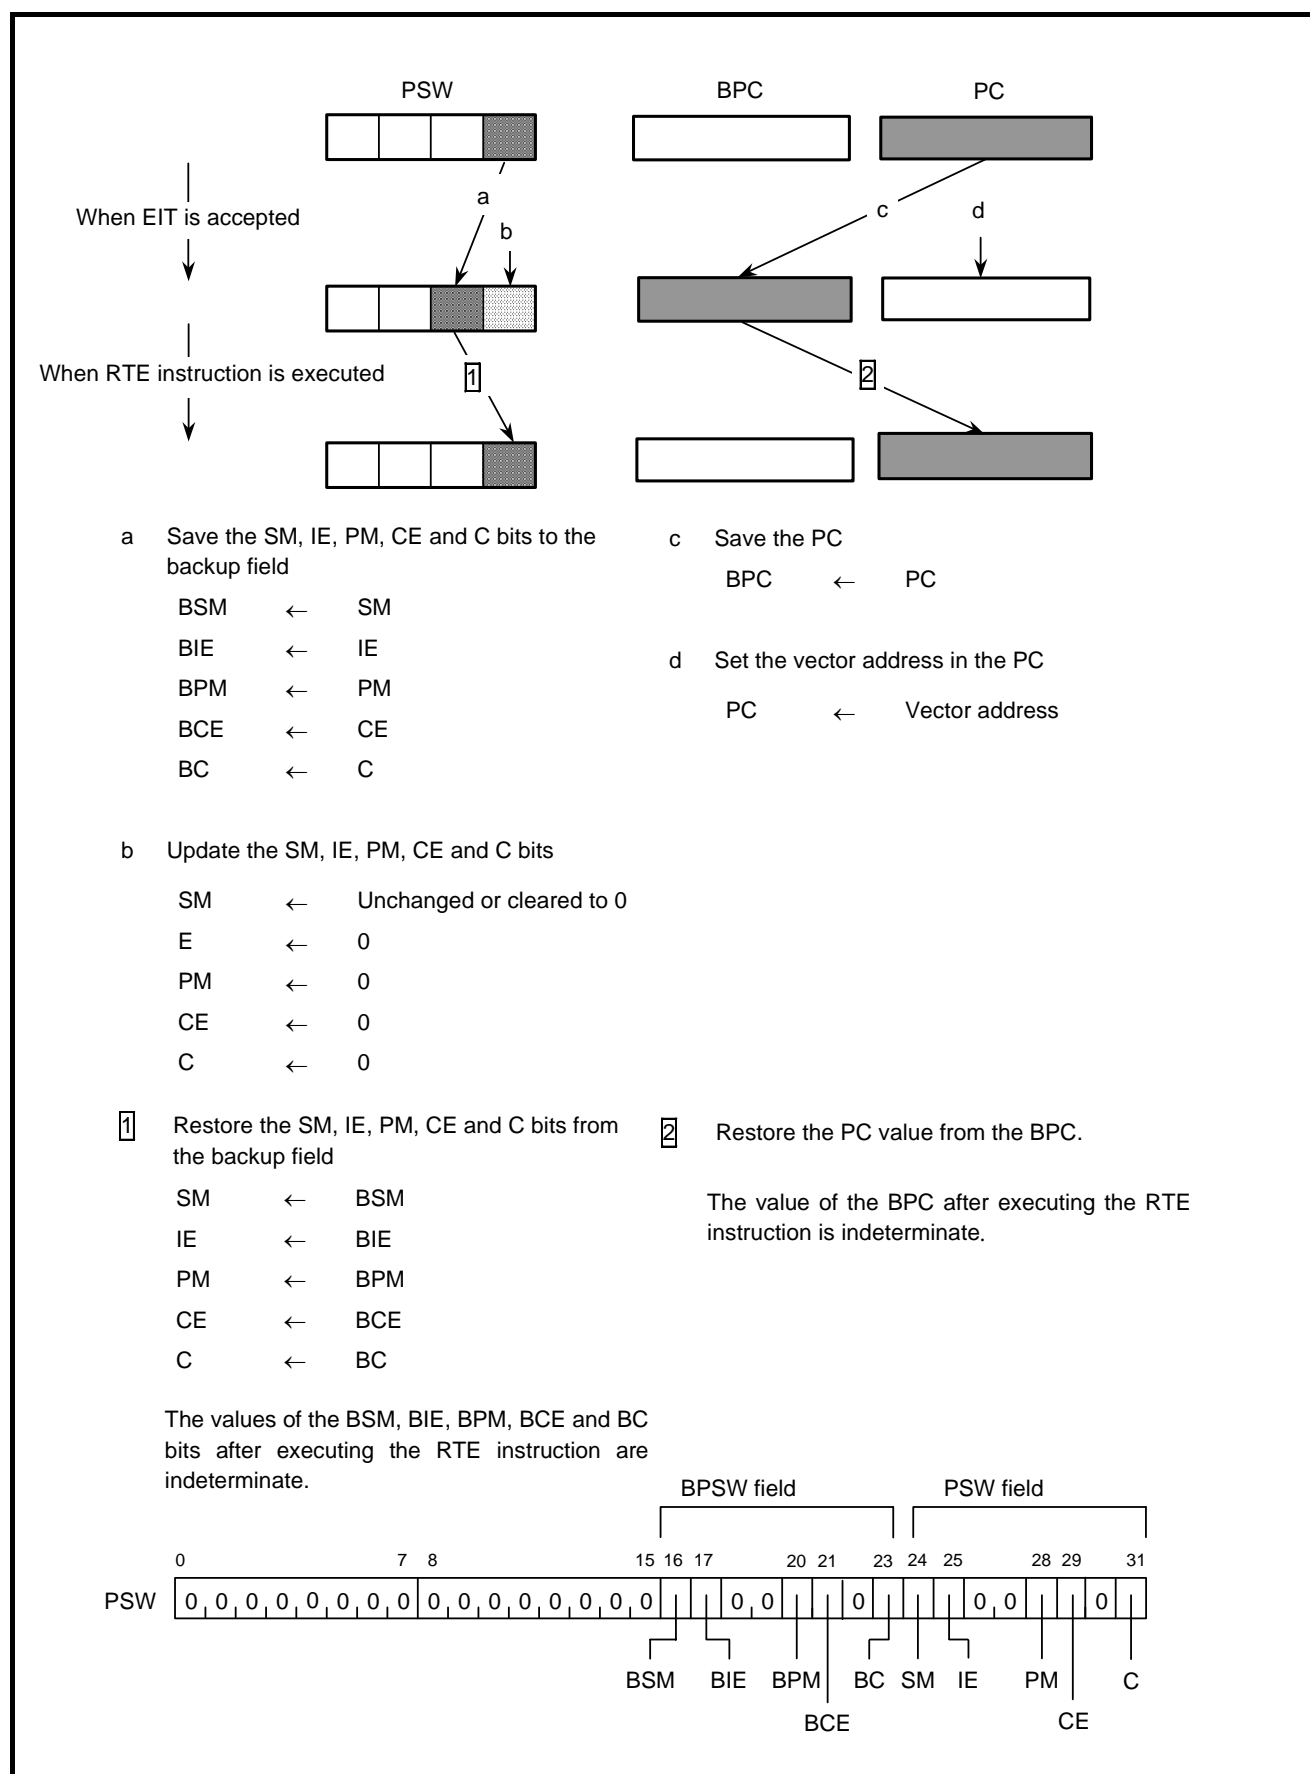 PSW BPC PC
a
c d
When EIT is accepted
b
When RTE instruction is executed
1
2
a Save the SM, IE, PM, CE and C bits to the
backup field
BSM ← SM
BIE ← IE
BPM ← PM
BCE ← CE
BC ← C
c Save the PC
BPC ← PC
d Set the vector address in the PC
PC ← Vector address
b Update the SM, IE, PM, CE and C bits
SM ← Unchanged or cleared to 0
E ← 0
PM ← 0
CE ← 0
C ← 0
1 Restore the SM, IE, PM, CE and C bits from
the backup field
SM ← BSM
IE ← BIE
PM ← BPM
CE ← BCE
C ← BC
The values of the BSM, BIE, BPM, BCE and BC
bits after executing the RTE instruction are
indeterminate.
2 Restore the PC value from the BPC.
The value of the BPC after executing the RTE
instruction is indeterminate.
BPSW field PSW field
0 7 8 15 16 17 20 21 23 24 25 28 29 31
PSW 0 0 0 0 0 0 0 0 0 0 0 0 0 0 0 0 0 0 0 0 0 0
BSM BIE BPM BC SM IE PM C
BCE CE